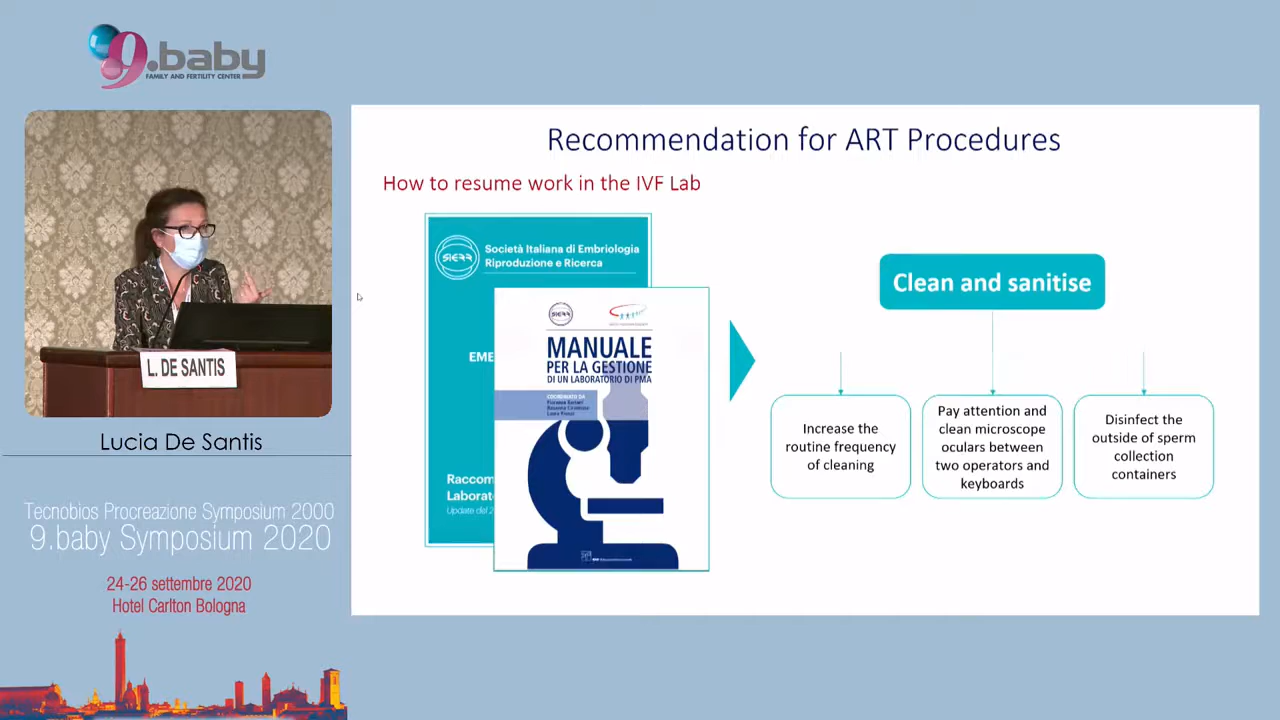 9.baby
FAMILY AND FERTILITY CENTER
L. DE SANTIS
Lucia De Santis
Tecnobios Procreazione Symposium 2000
9.baby Symposium 2020
24-26 settembre 2020
Hotel Carlton Bologna
Recommendation for ART Procedures
How to resume work in the IVF Lab
SIERR
Società Italiana di Embriologia
Riproduzione e Ricerca
EME
Raccom
Laborat
Update del 2
SIERR
MANUALE
PER LA GESTIONE
DI UN LABORATORIO DI PMA
COORDINATO DA
Clean and sanitise
Increase the
routine frequency
of cleaning
Pay attention and
clean microscope
oculars between
two operators and
keyboards
Disinfect the
outside of sperm
collection
containers